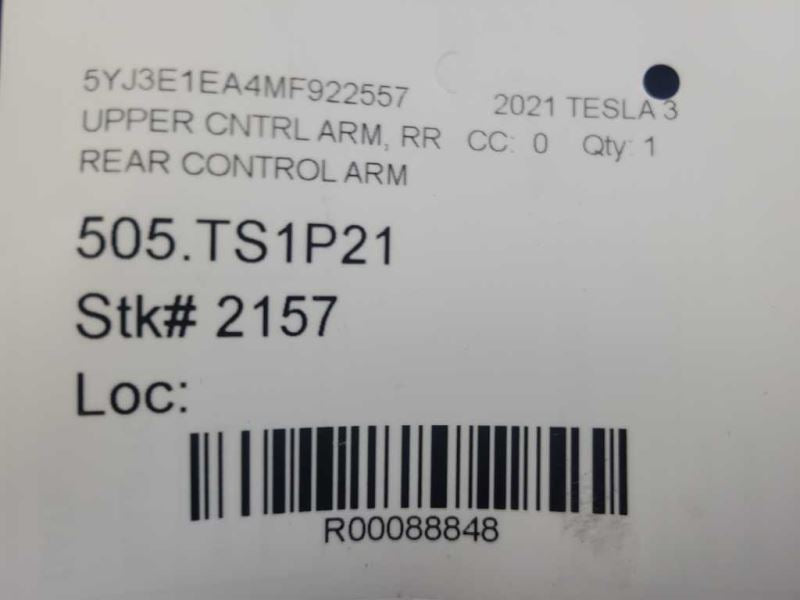 5YJ3E1EA4MF922557 2021 TESLA 3
UPPER CNTRL ARM, RR CC: 0 Qty: 1
REAR CONTROL ARM
505.TS1P21
Stk# 2157
Loc:
R00088848